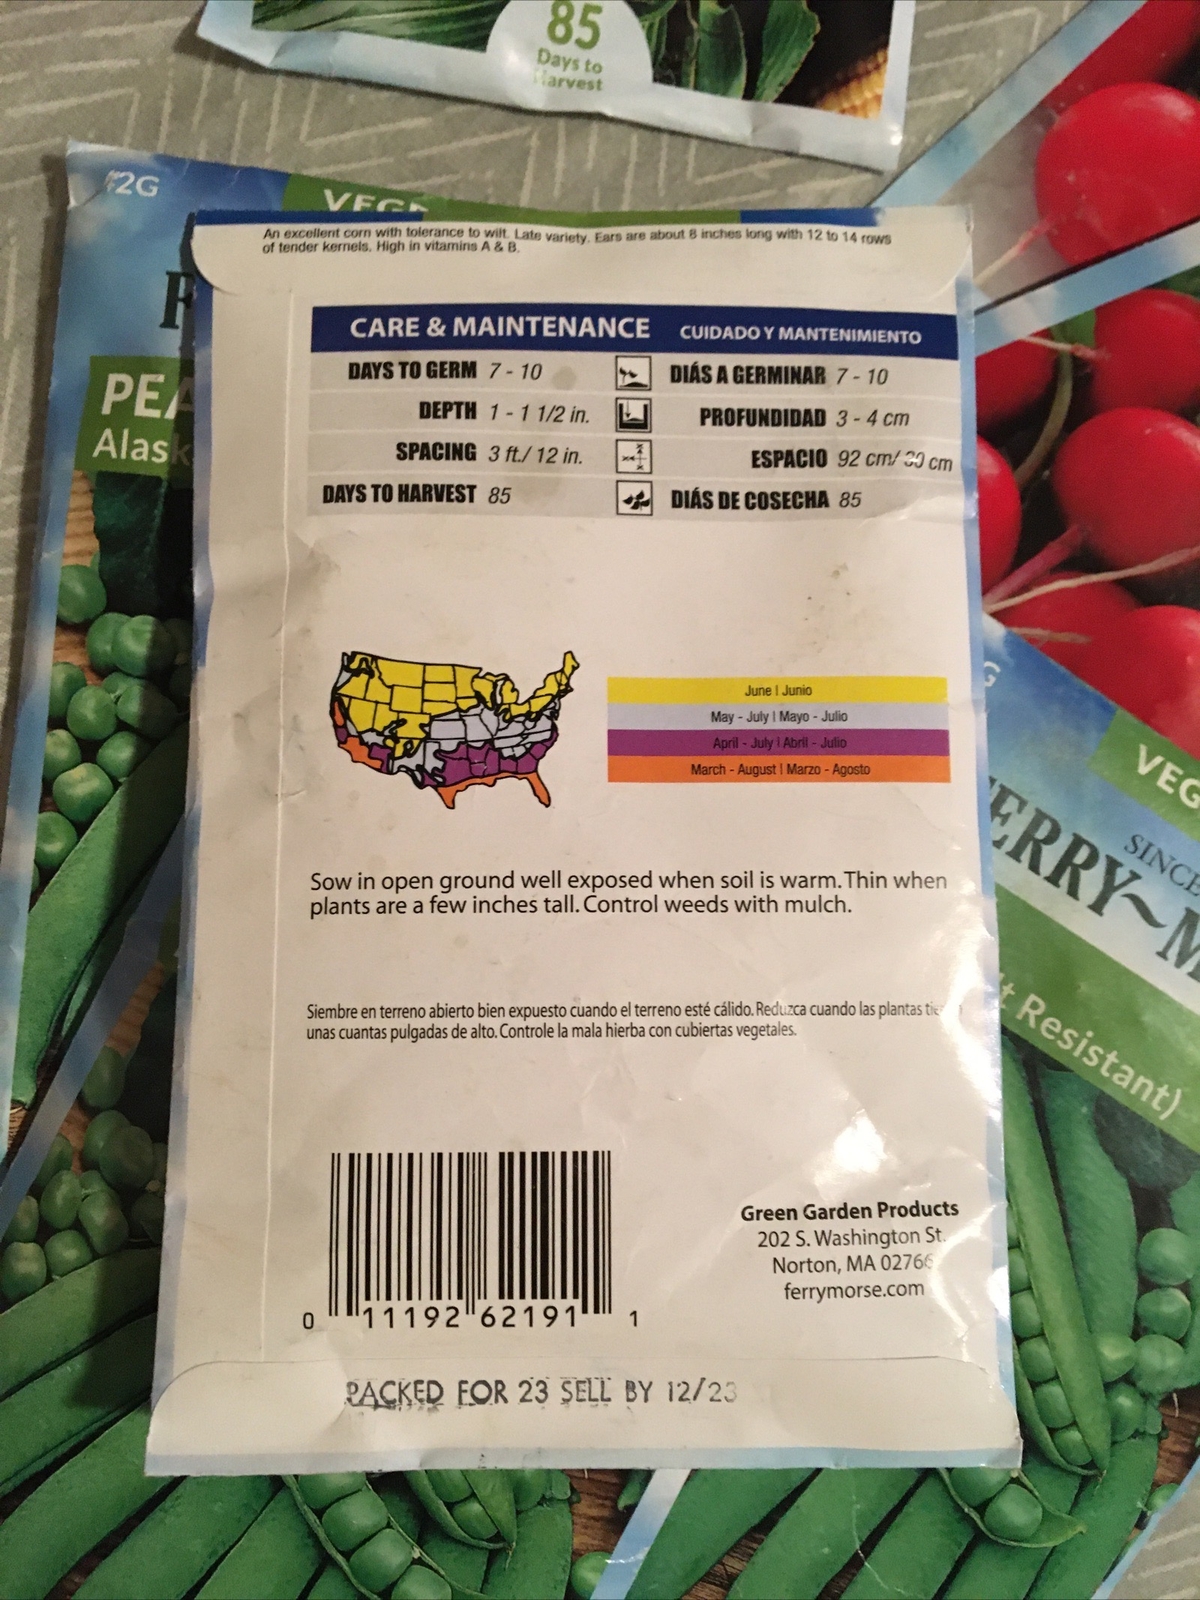 85
Days to
Harvest
#2G
VEGE
PEA
Alask
An excellent corn with tolerance to wilt. Late variety. Ears are about 8 inches long with 12 to 14 rows
of tender kernels. High in vitamins A & B.
CARE & MAINTENANCE CUIDADO Y MANTENIMIENTO
DAYS TO GERM 7 - 10 DIÁS A GERMINAR 7 - 10
DEPTH 1 - 1 1/2 in. PROFUNDIDAD 3 - 4 cm
SPACING 3 ft./ 12 in. ESPACIO 92 cm/ 30 cm
DAYS TO HARVEST 85 DIÁS DE COSECHA 85
June | Junio
May - July | Mayo - Julio
April - July | Abril - Julio
March - August | Marzo - Agosto
Sow in open ground well exposed when soil is warm. Thin when
plants are a few inches tall. Control weeds with mulch.
Siembre en terreno abierto bien expuesto cuando el terreno esté cálido. Reduzca cuando las plantas
unas cuantas pulgadas de alto. Controle la mala hierba con cubiertas vegetales.
Green Garden Products
202 S. Washington St.
Norton, MA 02766
ferrymorse.com
0 11192 62191 1
PACKED FOR 23 SELL BY 12/23
G
VEG
SINCE
ERRY~M
t Resistant)